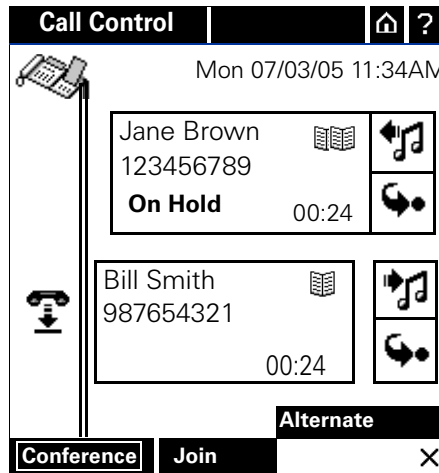 Call Control
?
Mon 07/03/05 11:34AM
Jane Brown
123456789
On Hold
00:24
Bill Smith
987654321
00:24
Alternate
Conference Join